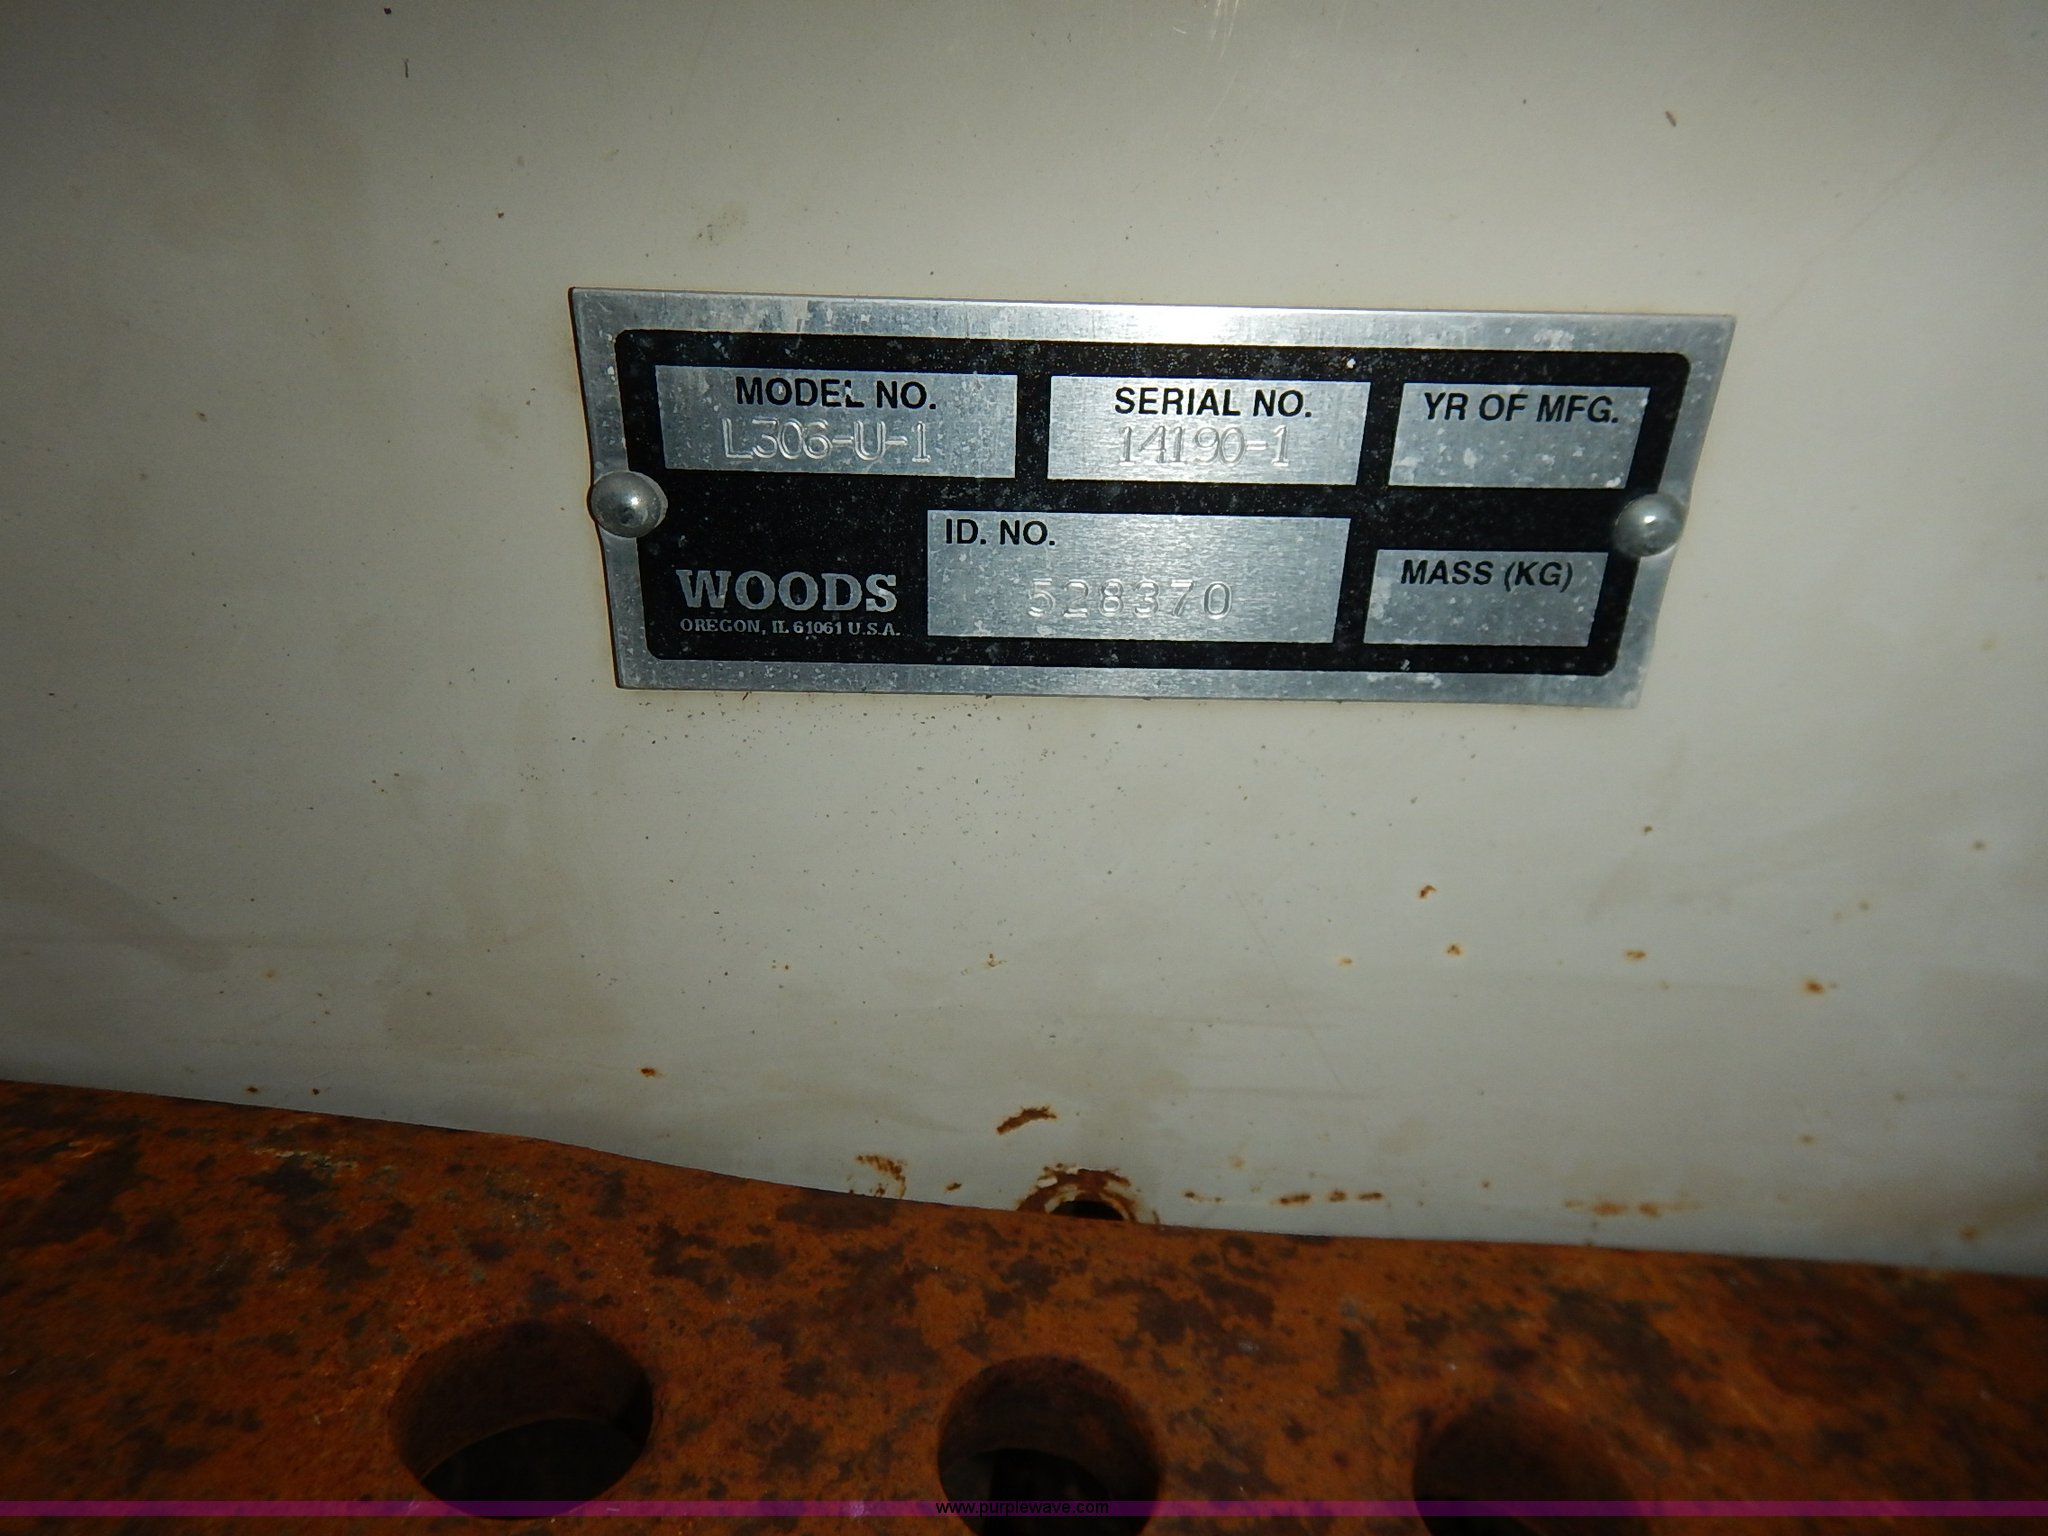 MODEL NO. SERIAL NO. YR OF MFG.
L306-U-1 14190-1
ID. NO.
528370
MASS (KG)
WOODS
OREGON, IL 61061 U.S.A.
www.purplewave.com